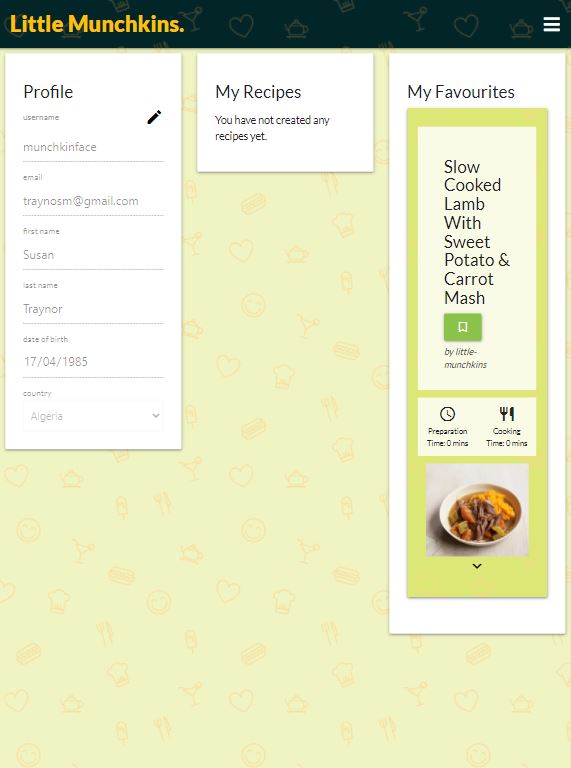 Little Munchkins.
Profile
username
munchkinface
email
traynosm@gmail.com
first name
Susan
last name
Traynor
date of birth
17/04/1985
country
Algeria
My Recipes
You have not created any
recipes yet.
My Favourites
Slow
Cooked
Lamb
With
Sweet
Potato &
Carrot
Mash
by little-
munchkins
Preparation
Time: 0 mins
Cooking
Time: 0 mins